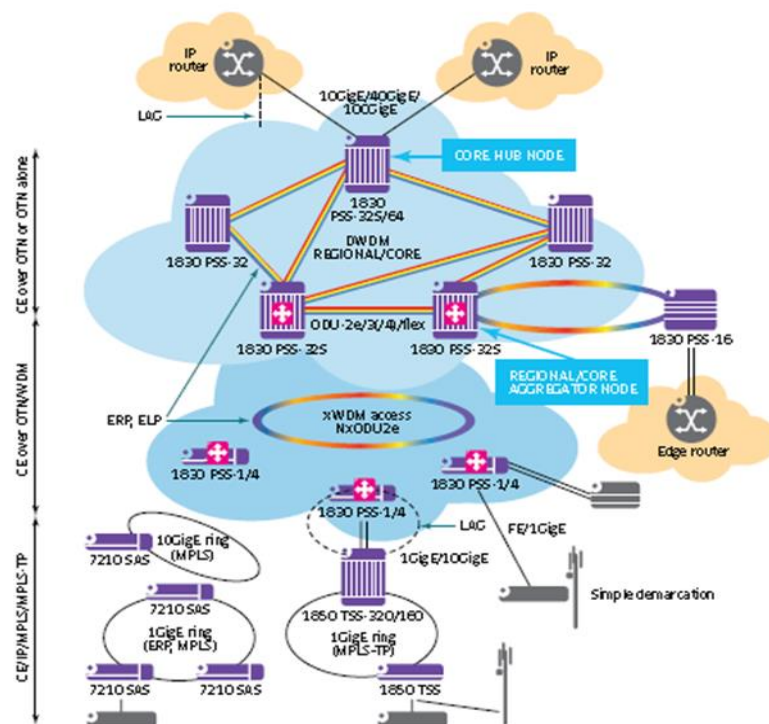 IP
router
IP
router
10GigE/40GigE/
100GigE
LAG
CORE HUB NODE
1830
PSS-32S/64
CE over OTN or OTN alone
1830 PSS-32
DWDM
REGIONAL/CORE
1830 PSS-32
1830 PSS-32S
ODU-2e/3(/4)/flex
1830 PSS-32S
1830 PSS-16
REGIONAL/CORE
AGGREGATOR NODE
CE over OTN/WDM
ERP, ELP
xWDM access
NxODU2e
Edge router
1830 PSS-1/4
1830 PSS-1/4
1830 PSS-1/4
LAG
FE/1GigE
1GigE/10GigE
CE/IP/MPLS/MPLS-TP
10GigE ring
(MPLS)
7210 SAS
7210 SAS
1850 TSS-320/160
Simple demarcation
1GigE ring
(ERP, MPLS)
1GigE ring
(MPLS-TP)
7210 SAS
7210 SAS
1850 TSS